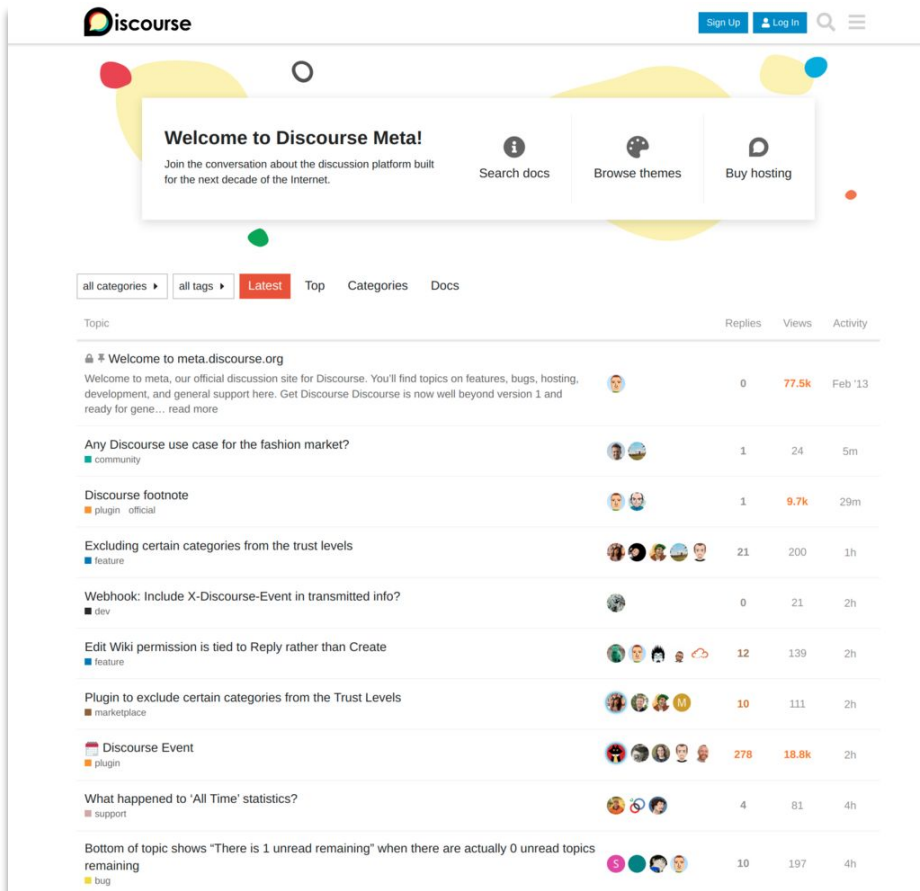 Discourse
Sign Up
Log In
Welcome to Discourse Meta!
Join the conversation about the discussion platform built
for the next decade of the Internet.
Search docs
Browse themes
Buy hosting
all categories
all tags
Latest
Top
Categories
Docs
Topic Replies Views Activity
Welcome to meta.discourse.org
Welcome to meta, our official discussion site for Discourse. You'll find topics on features, bugs, hosting,
development, and general support here. Get Discourse Discourse is now well beyond version 1 and
ready for gene… read more
0 77.5k Feb '13
Any Discourse use case for the fashion market?
community
1 24 5m
Discourse footnote
plugin official
1 9.7k 29m
Excluding certain categories from the trust levels
feature
21 200 1h
Webhook: Include X-Discourse-Event in transmitted info?
dev
0 21 2h
Edit Wiki permission is tied to Reply rather than Create
feature
12 139 2h
Plugin to exclude certain categories from the Trust Levels
marketplace
M
10 111 2h
Discourse Event
plugin
278 18.8k 2h
What happened to ‘All Time’ statistics?
support
4 81 4h
Bottom of topic shows “There is 1 unread remaining” when there are actually 0 unread topics
remaining
bug
S
10 197 4h